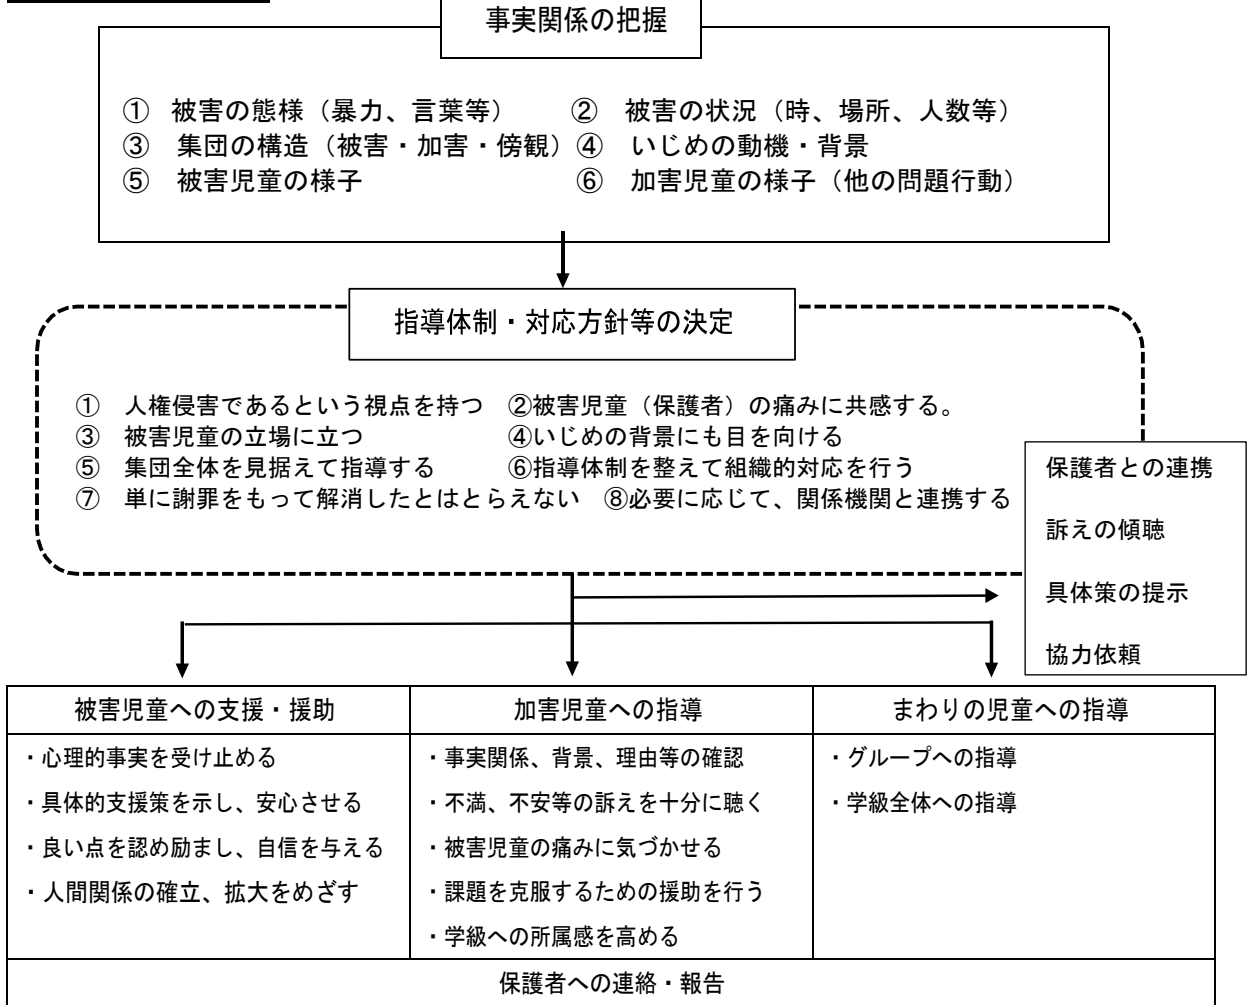 事実関係の把握
① 被害の態様（暴力、言葉等） ② 被害の状況（時、場所、人数等）
③ 集団の構造（被害・加害・傍観） ④ いじめの動機・背景
⑤ 被害児童の様子 ⑥ 加害児童の様子（他の問題行動）
指導体制・対応方針等の決定
① 人権侵害であるという視点を持つ ②被害児童（保護者）の痛みに共感する。
③ 被害児童の立場に立つ ④いじめの背景にも目を向ける
⑤ 集団全体を見据えて指導する ⑥指導体制を整えて組織的対応を行う
⑦ 単に謝罪をもって解消したとはとらえない ⑧必要に応じて、関係機関と連携する
保護者との連携
訴えの傾聴
具体策の提示
協力依頼
被害児童への支援・援助
・心理的事実を受け止める
・具体的支援策を示し、安心させる
・良い点を認め励まし、自信を与える
・人間関係の確立、拡大をめざす
加害児童への指導
・事実関係、背景、理由等の確認
・不満、不安等の訴えを十分に聴く
・被害児童の痛みに気づかせる
・課題を克服するための援助を行う
・学級への所属感を高める
まわりの児童への指導
・グループへの指導
・学級全体への指導
保護者への連絡・報告